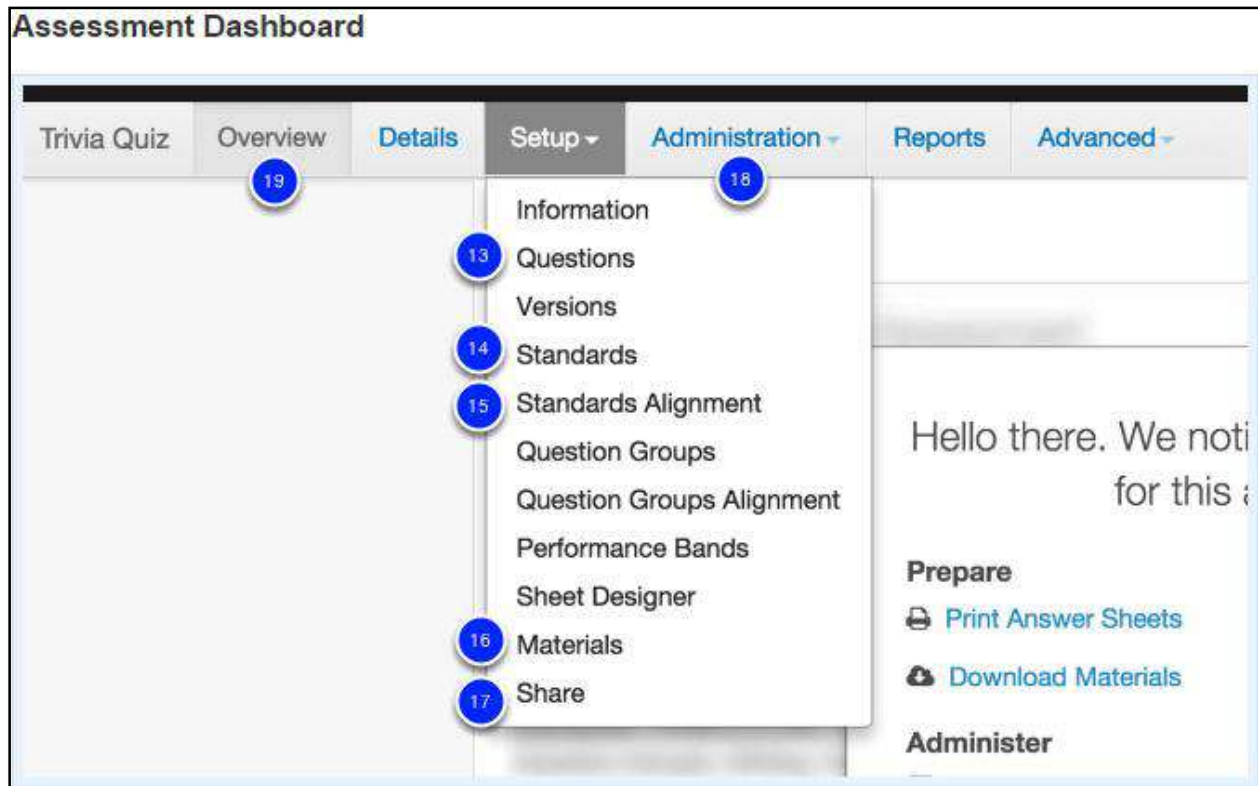 Assessment Dashboard
Trivia Quiz Overview Details Setup Administration Reports Advanced
19
18
Information
13 Questions
Versions
14 Standards
15 Standards Alignment
Question Groups
Question Groups Alignment
Performance Bands
Sheet Designer
16 Materials
17 Share
Hello there. We noti
for this
Prepare
Print Answer Sheets
Download Materials
Administer